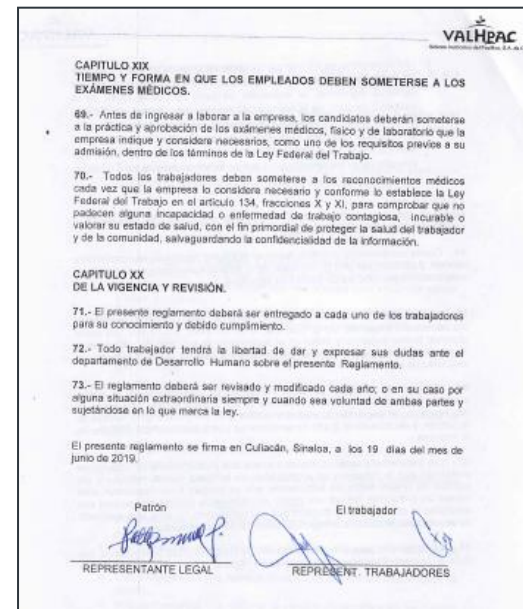 VALHPAC
CAPITULO XIX
TIEMPO Y FORMA EN QUE LOS EMPLEADOS DEBEN SOMETERSE A LOS
EXÁMENES MÉDICOS.
69.- Antes de ingresar a laborar a la empresa, los candidatos deberán someterse
a la práctica y aprobación de los exámenes médicos, físico y de laboratorio que la
empresa indique y considere necesarios, como uno de los requisitos previos a su
admisión, dentro de los términos de la Ley Federal del Trabajo.
70.- Todos los trabajadores deben someterse a los reconocimientos médicos
cada vez que la empresa lo considere necesario y conforme lo establece la Ley
Federal del Trabajo en el artículo 134, fracciones X y XI, para comprobar que no
padecen alguna incapacidad o enfermedad de trabajo contagiosa, incurable o
valorar su estado de salud, con el fin primordial de proteger la salud del trabajador
y de la comunidad, salvaguardando la confidencialidad de la información.
CAPITULO XX
DE LA VIGENCIA Y REVISIÓN.
71.- El presente reglamento deberá ser entregado a cada uno de los trabajadores
para su conocimiento y debido cumplimiento.
72.- Todo trabajador tendrá la libertad de dar y expresar sus dudas ante el
departamento de Desarrollo Humano sobre el presente Reglamento.
73.- El reglamento deberá ser revisado y modificado cada año; o en su caso por
alguna situación extraordinaria siempre y cuando sea voluntad de ambas partes y
sujetándose en lo que marca la ley.
El presente reglamento se firma en Culiacán, Sinaloa, a los 19 días del mes de
junio de 2019.
Patrón
El trabajador
REPRESENTANTE LEGAL
REPRESENT. TRABAJADORES